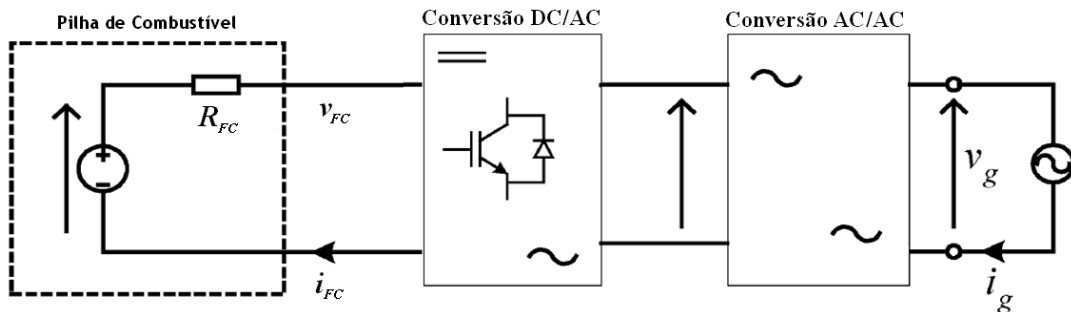 Pilha de Combustível
Conversão DC/AC
Conversão AC/AC
R_FC
v_FC
i_FC
v_g
i_g